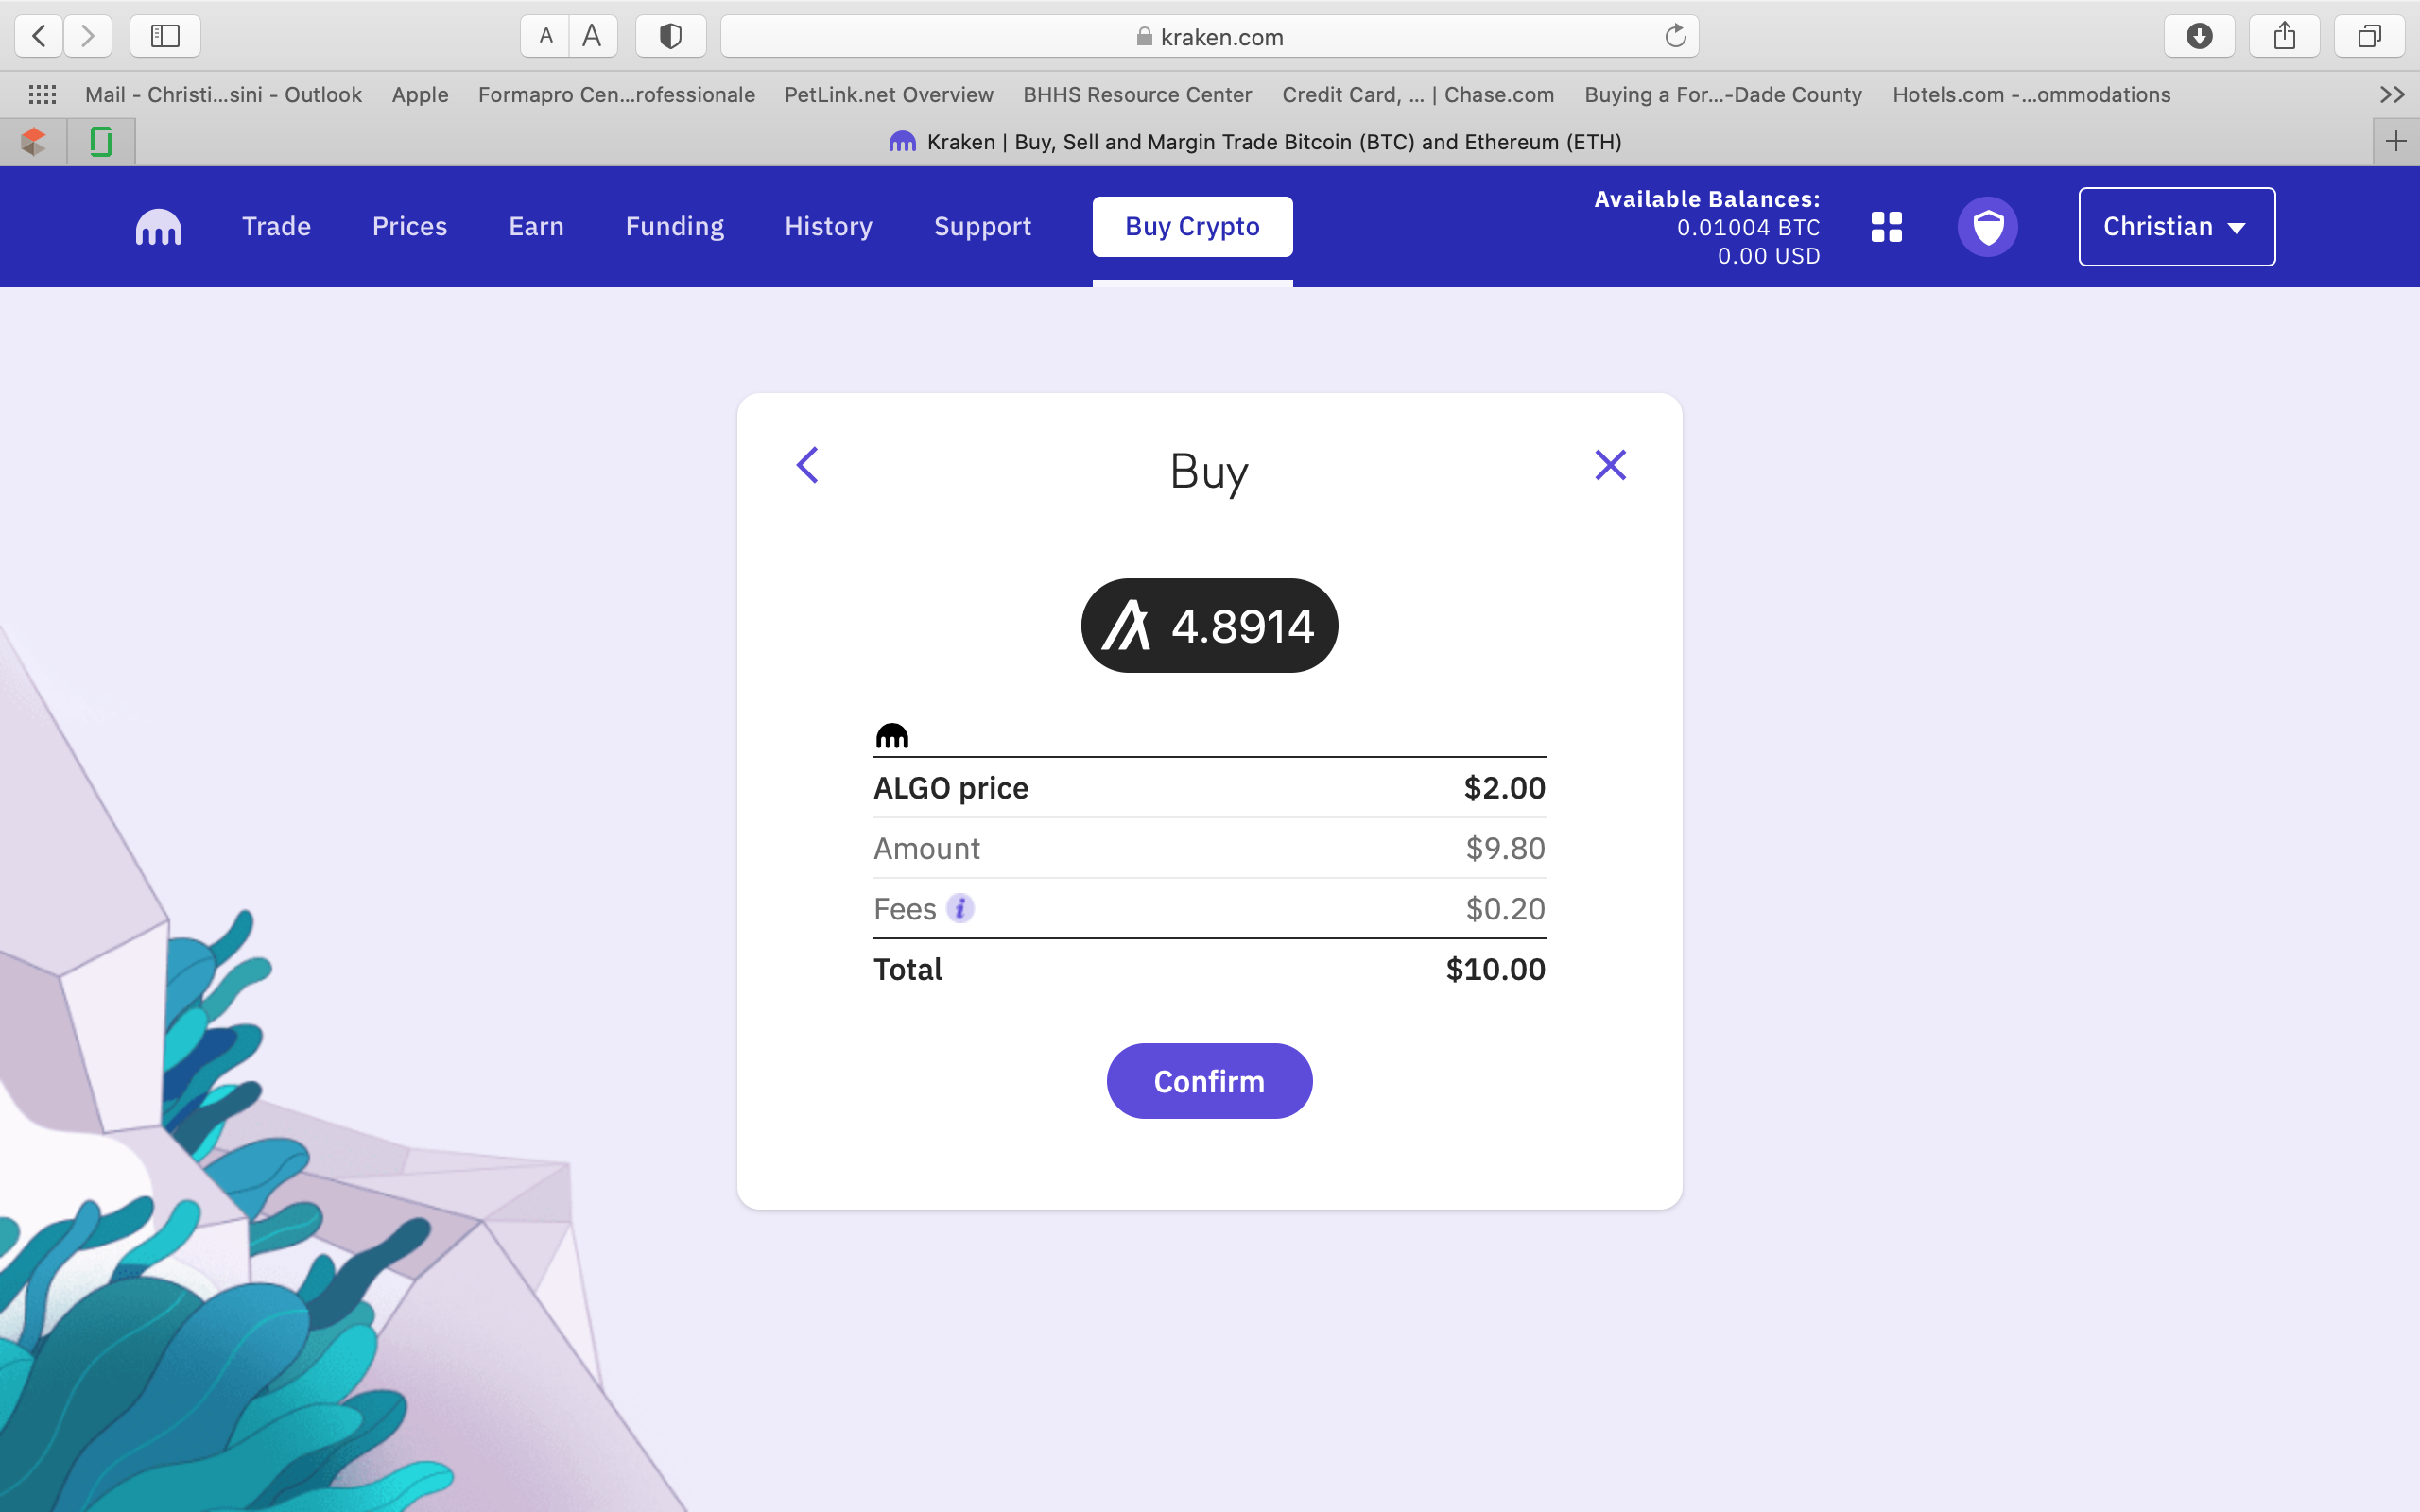 A A kraken.com
Mail - Christi...sini - Outlook Apple Formapro Cen...rofessionale PetLink.net Overview BHHS Resource Center Credit Card, ... | Chase.com Buying a For...-Dade County Hotels.com -...ommodations
Kraken | Buy, Sell and Margin Trade Bitcoin (BTC) and Ethereum (ETH)
Trade Prices Earn Funding History Support Buy Crypto
Available Balances:
0.01004 BTC
0.00 USD
Christian
Buy
4.8914
ALGO price $2.00
Amount $9.80
Fees i $0.20
Total $10.00
Confirm